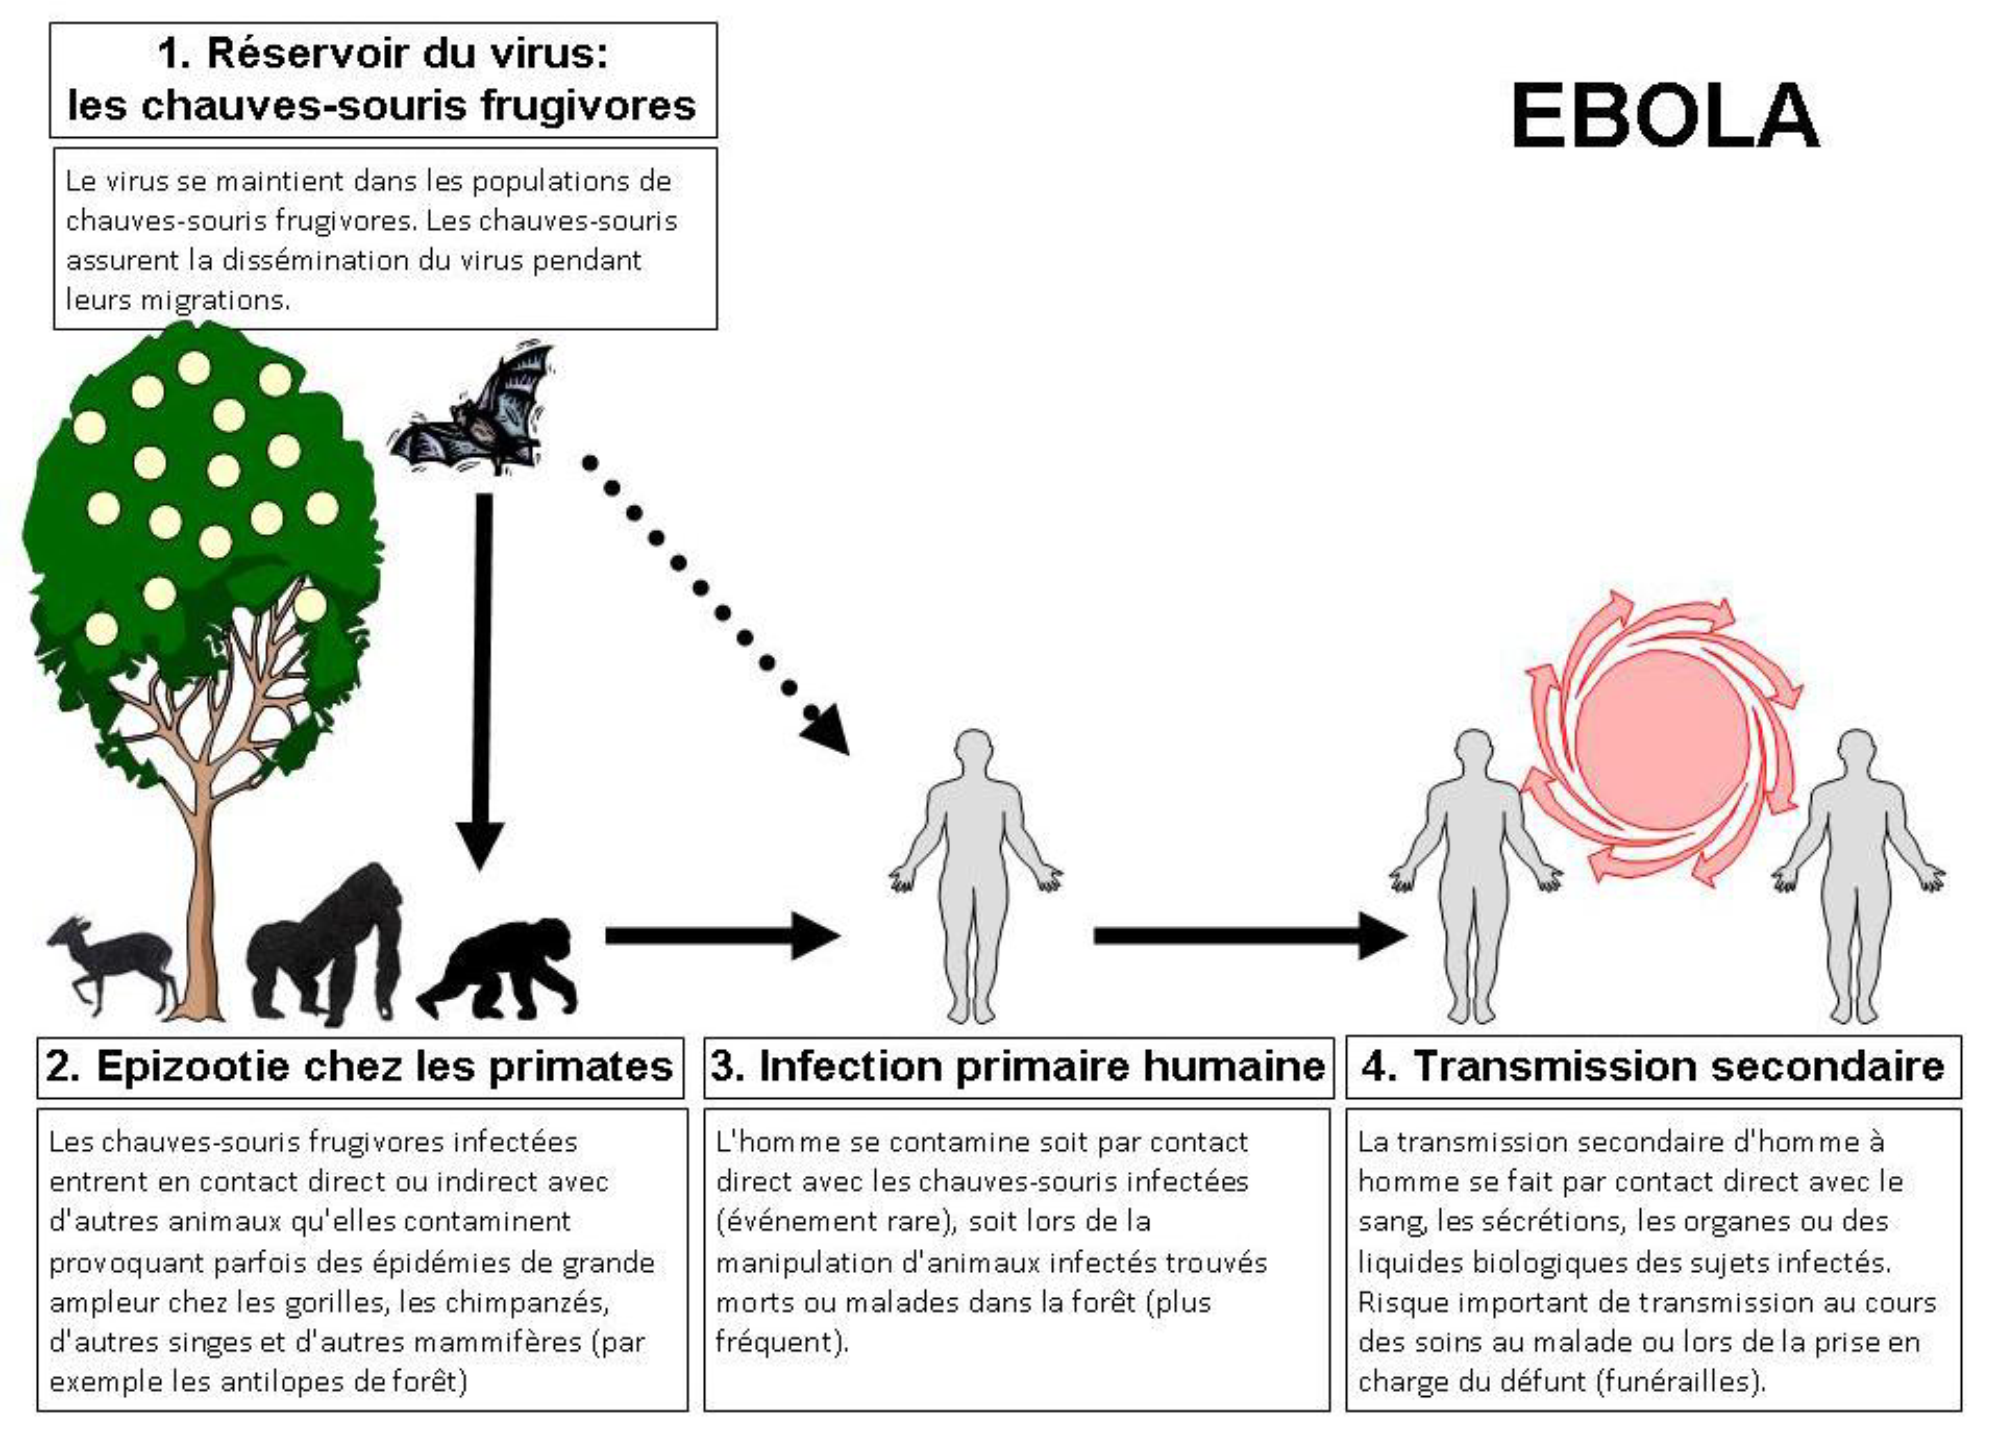 1. Réservoir du virus:
les chauves-souris frugivores
EBOLA
Le virus se maintient dans les populations de
chauves-souris frugivores. Les chauves-souris
assurent la dissémination du virus pendant
leurs migrations.
2. Epizootie chez les primates
Les chauves-souris frugivores infectées
entrent en contact direct ou indirect avec
d'autres animaux qu'elles contaminent
provoquant parfois des épidémies de grande
ampleur chez les gorilles, les chimpanzés,
d'autres singes et d'autres mammifères (par
exemple les antilopes de forêt)
3. Infection primaire humaine
L'homme se contamine soit par contact
direct avec les chauves-souris infectées
(événement rare), soit lors de la
manipulation d'animaux infectés trouvés
morts ou malades dans la forêt (plus
fréquent).
4. Transmission secondaire
La transmission secondaire d'homme à
homme se fait par contact direct avec le
sang, les sécrétions, les organes ou des
liquides biologiques des sujets infectés.
Risque important de transmission au cours
des soins au malade ou lors de la prise en
charge du défunt (funérailles).